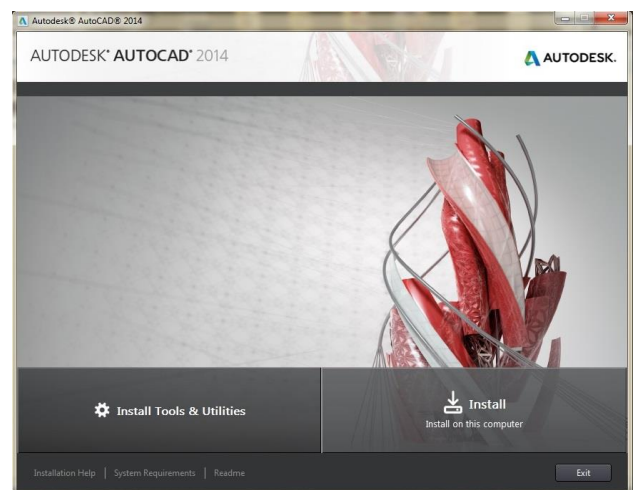 Autodesk® AutoCAD® 2014
AUTODESK® AUTOCAD® 2014
AUTODESK.
Install Tools & Utilities
Install
Install on this computer
Installation Help | System Requirements | Readme
Exit